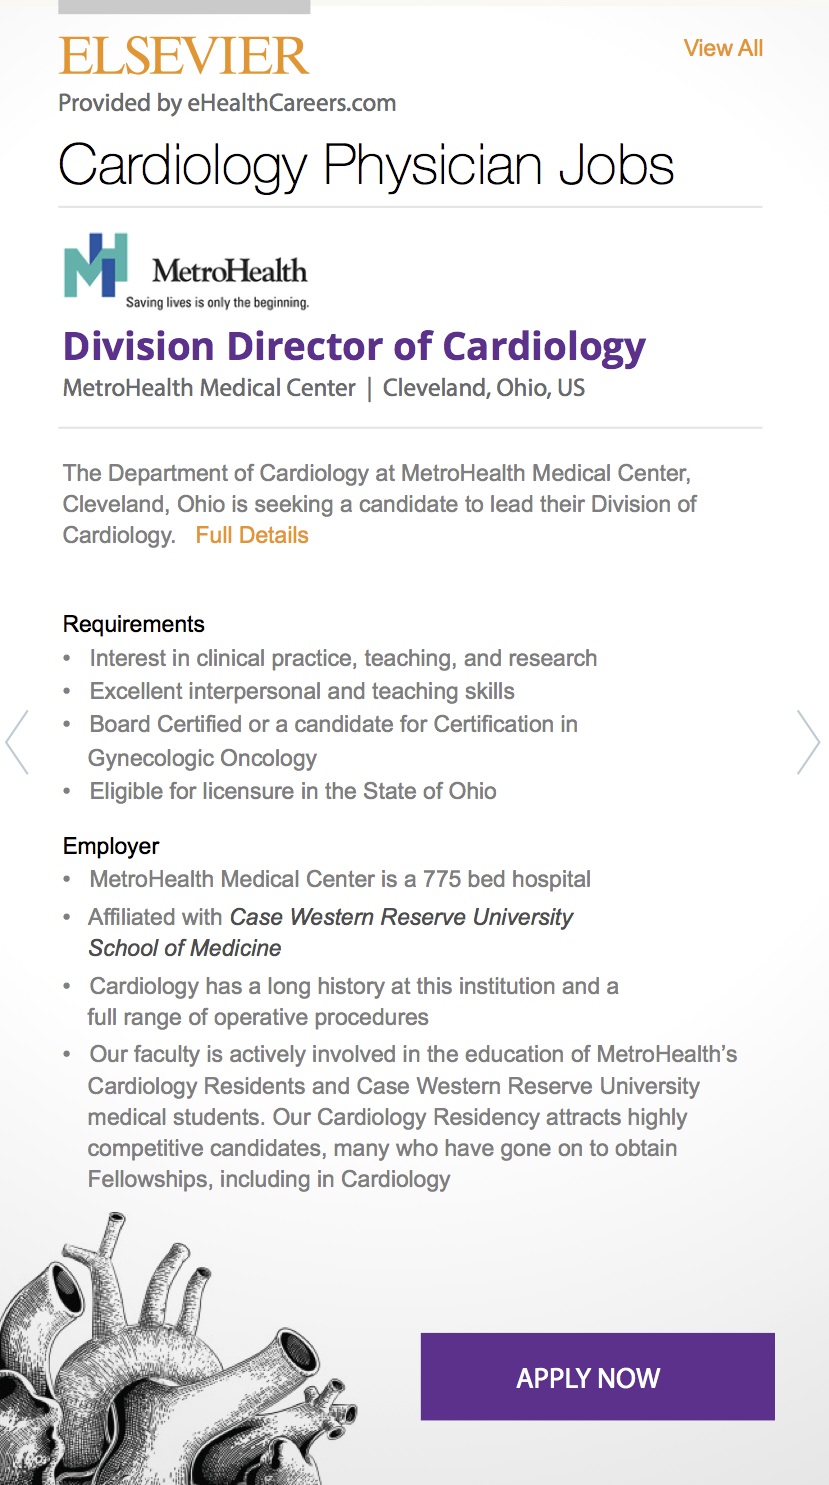 ELSEVIER
View All
Provided by eHealthCareers.com
Cardiology Physician Jobs
MetroHealth
Saving lives is only the beginning.
Division Director of Cardiology
MetroHealth Medical Center | Cleveland, Ohio, US
The Department of Cardiology at MetroHealth Medical Center,
Cleveland, Ohio is seeking a candidate to lead their Division of
Cardiology. Full Details
Requirements
• Interest in clinical practice, teaching, and research
• Excellent interpersonal and teaching skills
• Board Certified or a candidate for Certification in
Gynecologic Oncology
• Eligible for licensure in the State of Ohio
Employer
• MetroHealth Medical Center is a 775 bed hospital
• Affiliated with Case Western Reserve University
School of Medicine
• Cardiology has a long history at this institution and a
full range of operative procedures
• Our faculty is actively involved in the education of MetroHealth's
Cardiology Residents and Case Western Reserve University
medical students. Our Cardiology Residency attracts highly
competitive candidates, many who have gone on to obtain
Fellowships, including in Cardiology
APPLY NOW